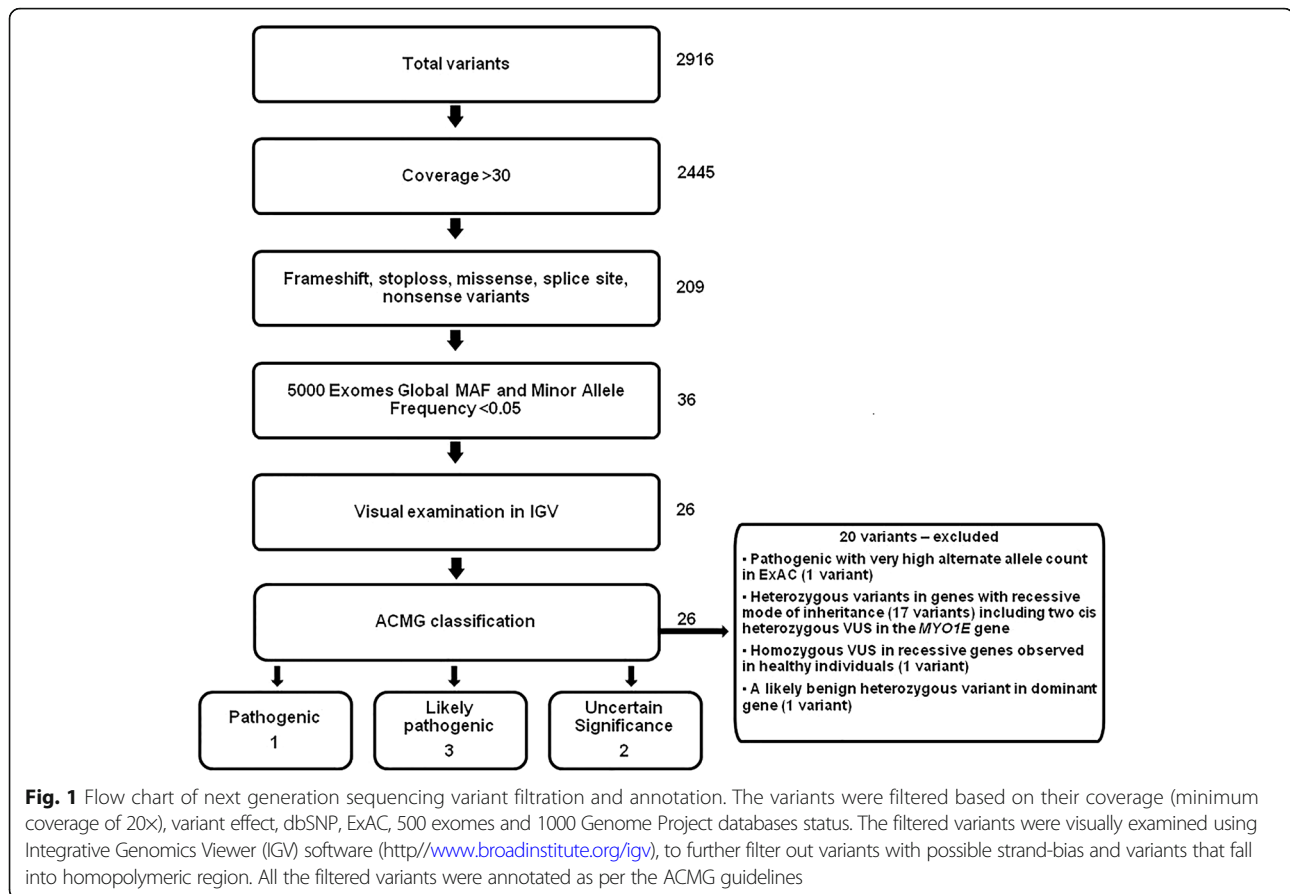 Total variants
2916
Coverage >30
2445
Frameshift, stoploss, missense, splice site,
nonsense variants
209
5000 Exomes Global MAF and Minor Allele
Frequency <0.05
36
Visual examination in IGV
26
ACMG classification
26
20 variants – excluded
▪ Pathogenic with very high alternate allele count
in ExAC (1 variant)
▪ Heterozygous variants in genes with recessive
mode of inheritance (17 variants) including two cis
heterozygous VUS in the MYO1E gene
▪ Homozygous VUS in recessive genes observed
in healthy individuals (1 variant)
▪ A likely benign heterozygous variant in dominant
gene (1 variant)
Pathogenic
1
Likely
pathogenic
3
Uncertain
Significance
2
Fig. 1 Flow chart of next generation sequencing variant filtration and annotation. The variants were filtered based on their coverage (minimum
coverage of 20×), variant effect, dbSNP, ExAC, 500 exomes and 1000 Genome Project databases status. The filtered variants were visually examined using
Integrative Genomics Viewer (IGV) software (http//www.broadinstitute.org/igv), to further filter out variants with possible strand-bias and variants that fall
into homopolymeric region. All the filtered variants were annotated as per the ACMG guidelines